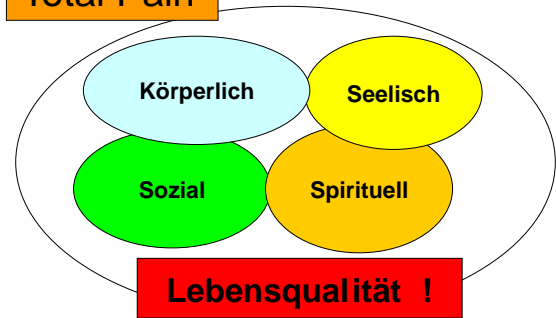 Total Pain
Körperlich
Seelisch
Sozial
Spirituell
Lebensqualität !